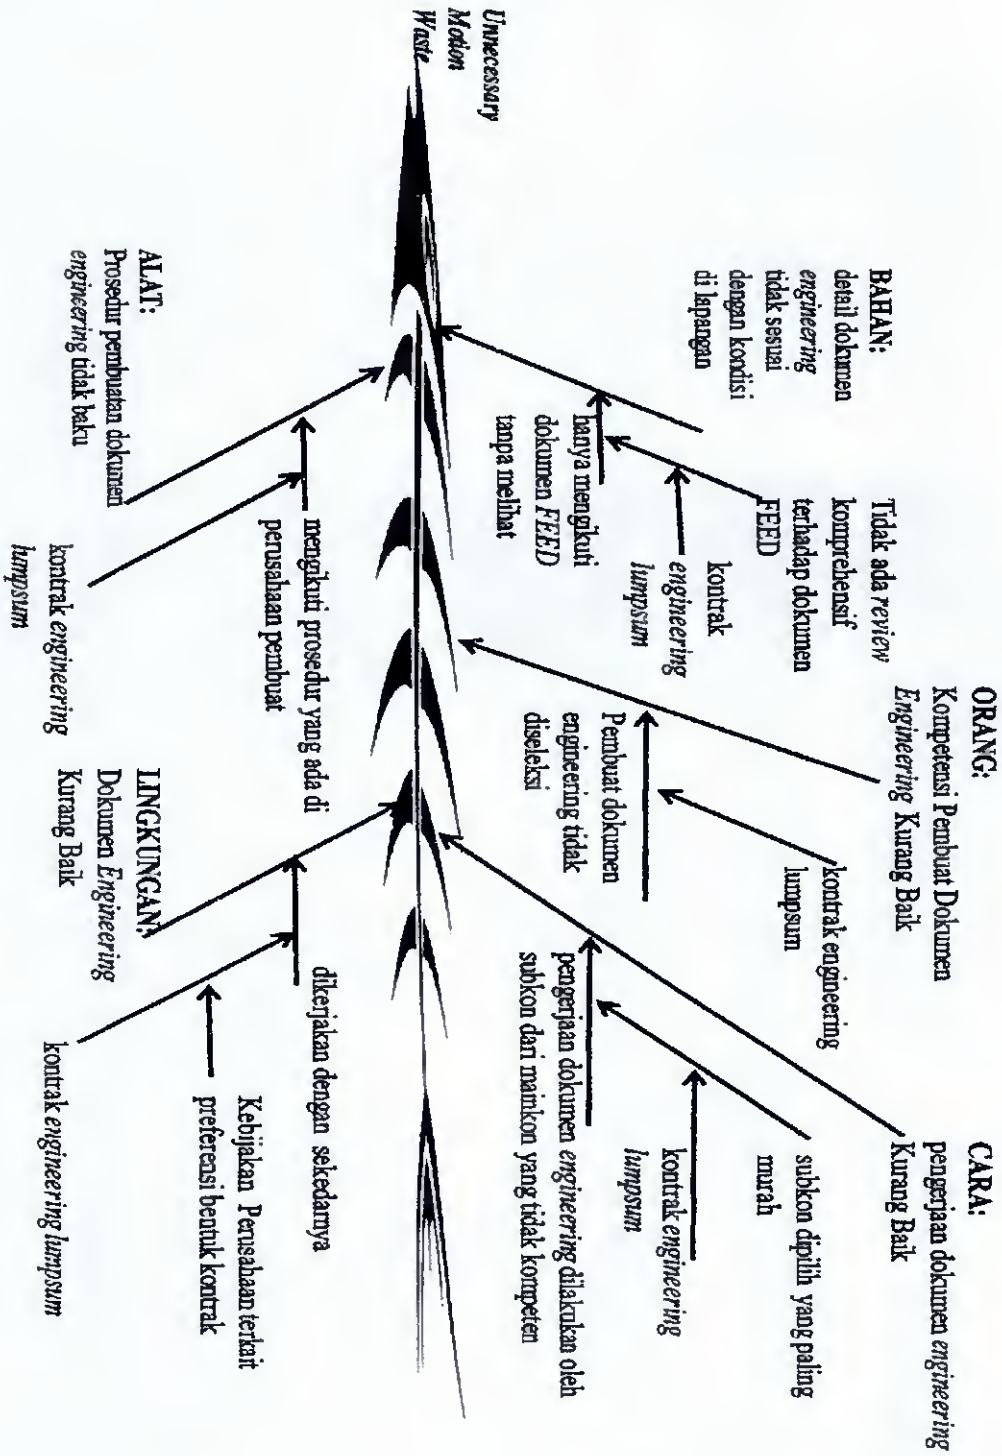 Unnecessary
Motion
Waste
BAHAN:
detail dokumen
engineering
tidak sesuai
dengan kondisi
di lapangan
Tidak ada review
komprehensif
terhadap dokumen
FEED
kontrak
engineering
lumpsum
hanya mengikuti
dokumen FEED
tanpa melihat
ORANG:
Kompetensi Pembuat Dokumen
Engineering Kurang Baik
kontrak engineering
lumpsum
Pembuat dokumen
engineering tidak
diseleksi
CARA:
pengerjaan dokumen engineering
Kurang Baik
subkon dipilih yang paling
murah
kontrak engineering
lumpsum
pengerjaan dokumen engineering dilakukan oleh
subkon dari mainkon yang tidak kompeten
ALAT:
Prosedur pembuatan dokumen
engineering tidak baku
mengikuti prosedur yang ada di
perusahaan pembuat
kontrak engineering
lumpsum
LINGKUNGAN:
Dokumen Engineering
Kurang Baik
dikerjakan dengan sekedarnya
Kebijakan Perusahaan terkait
preferensi bentuk kontrak
kontrak engineering lumpsum